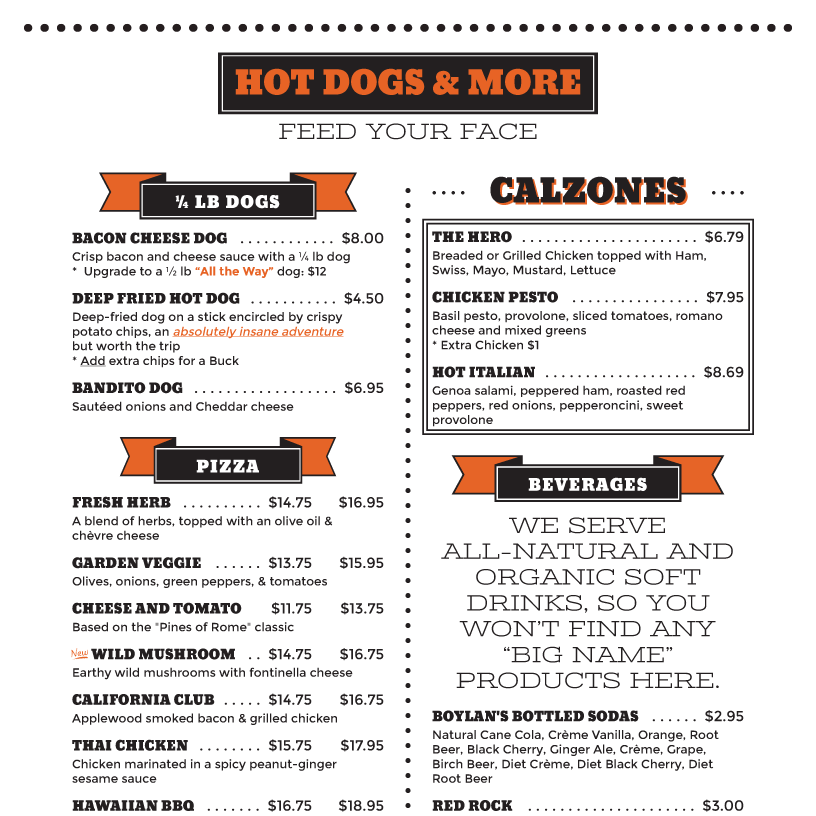 HOT DOGS & MORE
FEED YOUR FACE
¼ LB DOGS
BACON CHEESE DOG . . . . . . . . . . . . $8.00
Crisp bacon and cheese sauce with a ¼ lb dog
* Upgrade to a ½ lb “All the Way” dog: $12
DEEP FRIED HOT DOG . . . . . . . . . . . $4.50
Deep-fried dog on a stick encircled by crispy
potato chips, an absolutely insane adventure
but worth the trip
* Add extra chips for a Buck
BANDITO DOG . . . . . . . . . . . . . . . . . . $6.95
Sautéed onions and Cheddar cheese
PIZZA
FRESH HERB . . . . . . . . . . $14.75 $16.95
A blend of herbs, topped with an olive oil &
chèvre cheese
GARDEN VEGGIE . . . . . . $13.75 $15.95
Olives, onions, green peppers, & tomatoes
CHEESE AND TOMATO $11.75 $13.75
Based on the "Pines of Rome" classic
New WILD MUSHROOM . . $14.75 $16.75
Earthy wild mushrooms with fontinella cheese
CALIFORNIA CLUB . . . . . $14.75 $16.75
Applewood smoked bacon & grilled chicken
THAI CHICKEN . . . . . . . . $15.75 $17.95
Chicken marinated in a spicy peanut-ginger
sesame sauce
HAWAIIAN BBQ . . . . . . . $16.75 $18.95
CALZONES
THE HERO . . . . . . . . . . . . . . . . . . . . . . $6.79
Breaded or Grilled Chicken topped with Ham,
Swiss, Mayo, Mustard, Lettuce
CHICKEN PESTO . . . . . . . . . . . . . . . . $7.95
Basil pesto, provolone, sliced tomatoes, romano
cheese and mixed greens
* Extra Chicken $1
HOT ITALIAN . . . . . . . . . . . . . . . . . . . $8.69
Genoa salami, peppered ham, roasted red
peppers, red onions, pepperoncini, sweet
provolone
BEVERAGES
WE SERVE
ALL-NATURAL AND
ORGANIC SOFT
DRINKS, SO YOU
WON’T FIND ANY
“BIG NAME”
PRODUCTS HERE.
BOYLAN'S BOTTLED SODAS . . . . . . $2.95
Natural Cane Cola, Crème Vanilla, Orange, Root
Beer, Black Cherry, Ginger Ale, Crème, Grape,
Birch Beer, Diet Crème, Diet Black Cherry, Diet
Root Beer
RED ROCK . . . . . . . . . . . . . . . . . . . . . $3.00